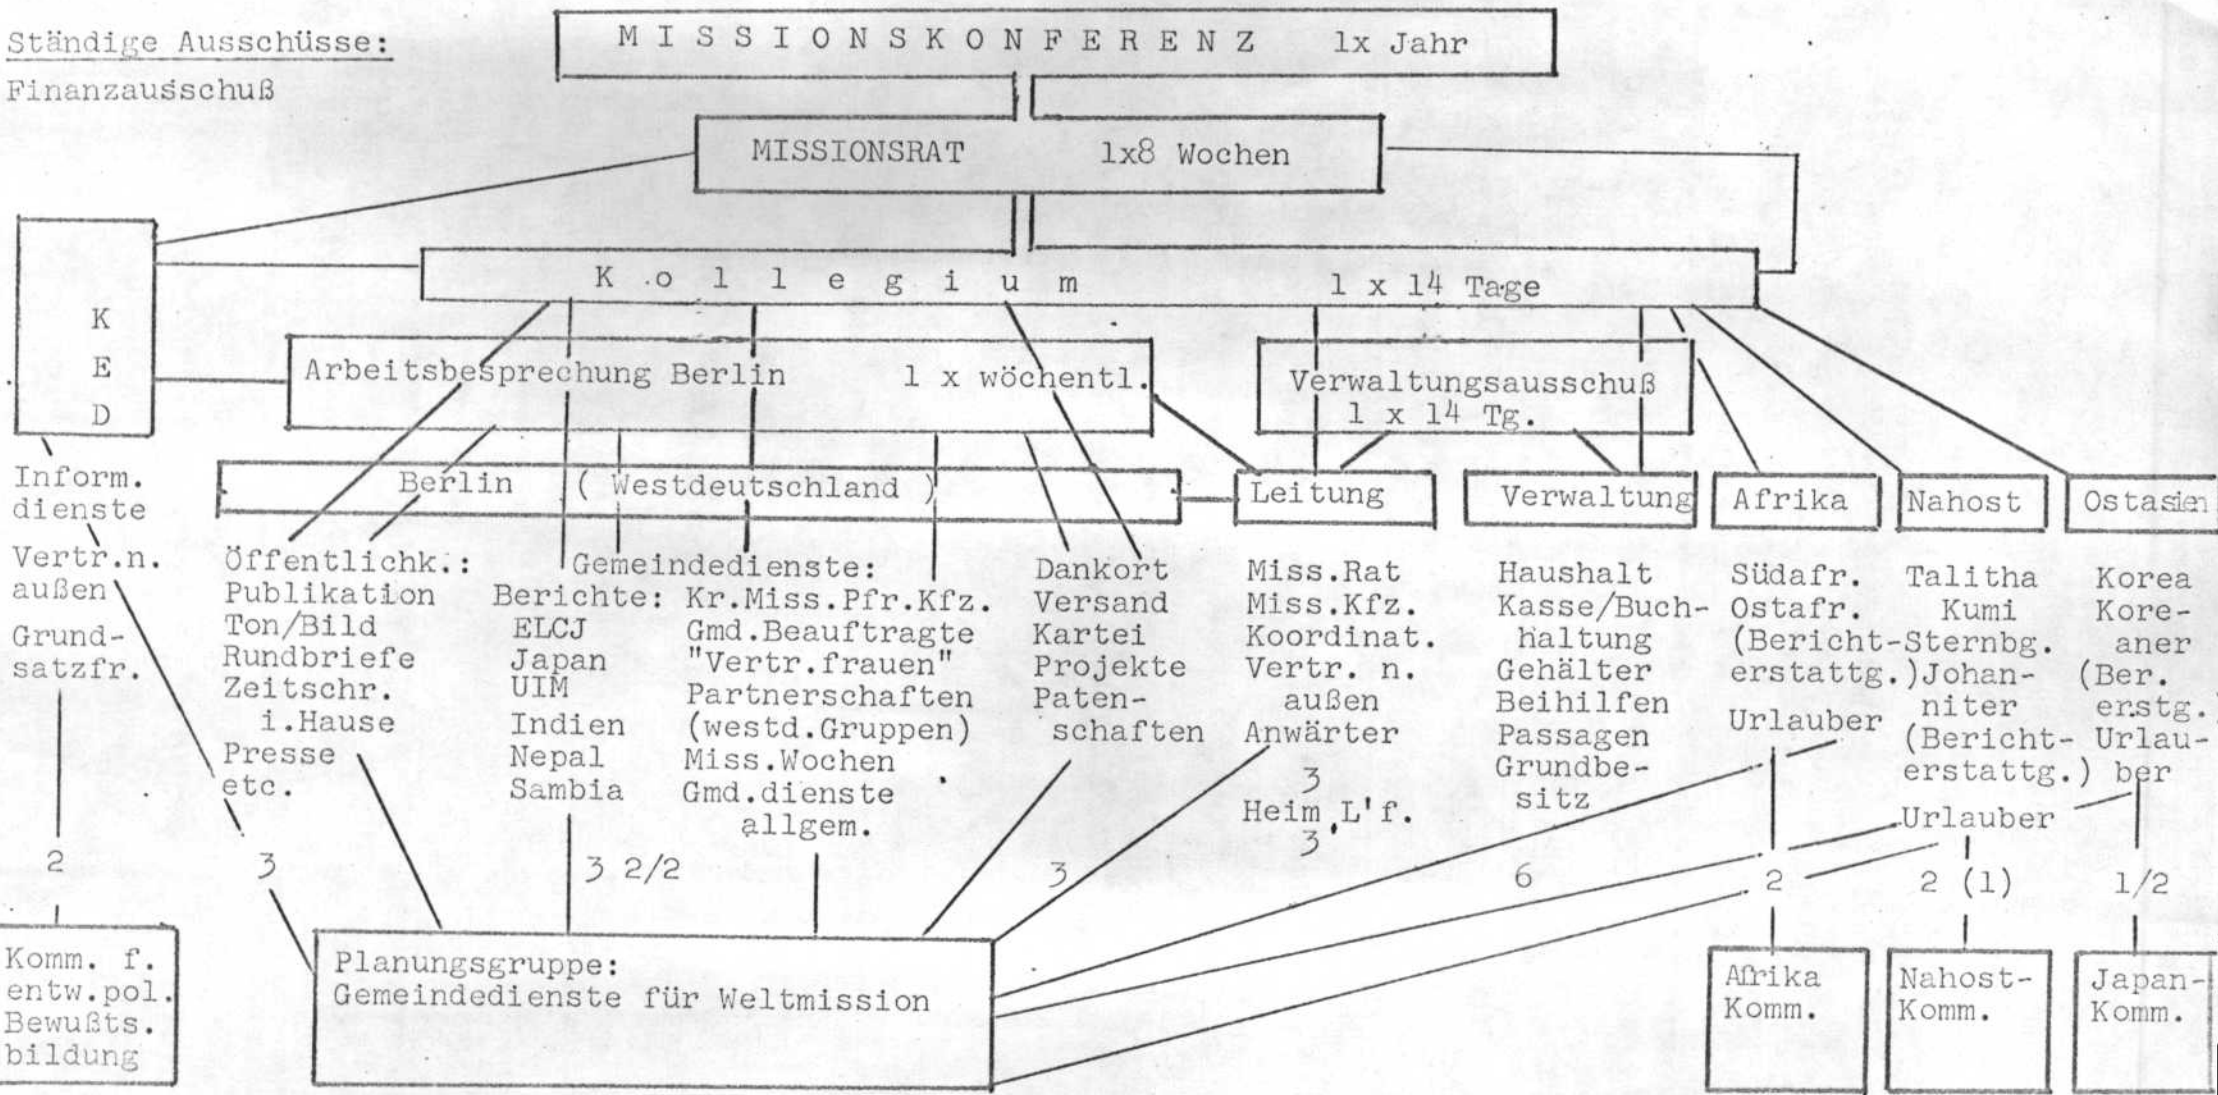 Ständige Ausschüsse:
Finanzausschuß
MISSIONSKONFERENZ 1x Jahr
MISSIONSRAT 1x8 Wochen
K E D
Kollegium 1 x 14 Tage
Arbeitsbesprechung Berlin 1 x wöchentl.
Verwaltungsausschuß
1 x 14 Tg.
Berlin (Westdeutschland)
Leitung
Verwaltung
Afrika
Nahost
Ostasien
Inform.
dienste
Vertr.n.
außen
Grund-
satzfr.
2
Öffentlichk.:
Publikation
Ton/Bild
Rundbriefe
Zeitschr.
i.Hause
Presse
etc.
3
Berichte:
ELCJ
Japan
UIM
Indien
Nepal
Sambia
3 2/2
Gemeindedienste:
Kr.Miss.Pfr.Kfz.
Gmd.Beauftragte
"Vertr.frauen"
Partnerschaften
(westd.Gruppen)
Miss.Wochen
Gmd.dienste
allgem.
Dankort
Versand
Kartei
Projekte
Paten-
schaften
3
Miss.Rat
Miss.Kfz.
Koordinat.
Vertr. n.
außen
Anwärter
3
Heim L'f.
3
Haushalt
Kasse/Buch-
haltung
Gehälter
Beihilfen
Passagen
Grundbe-
sitz
6
Südafr.
Ostafr.
(Bericht-
erstattg.)
Urlauber
2
Talitha
Kumi
Sternbg.
Johan-
niter
(Bericht-
erstattg.)
Urlauber
2 (1)
Korea
Kore-
aner
(Ber.
erstg.
Urlau-
ber
1/2
Komm. f.
entw.pol.
Bewußts.
bildung
Planungsgruppe:
Gemeindedienste für Weltmission
Afrika
Komm.
Nahost-
Komm.
Japan-
Komm.